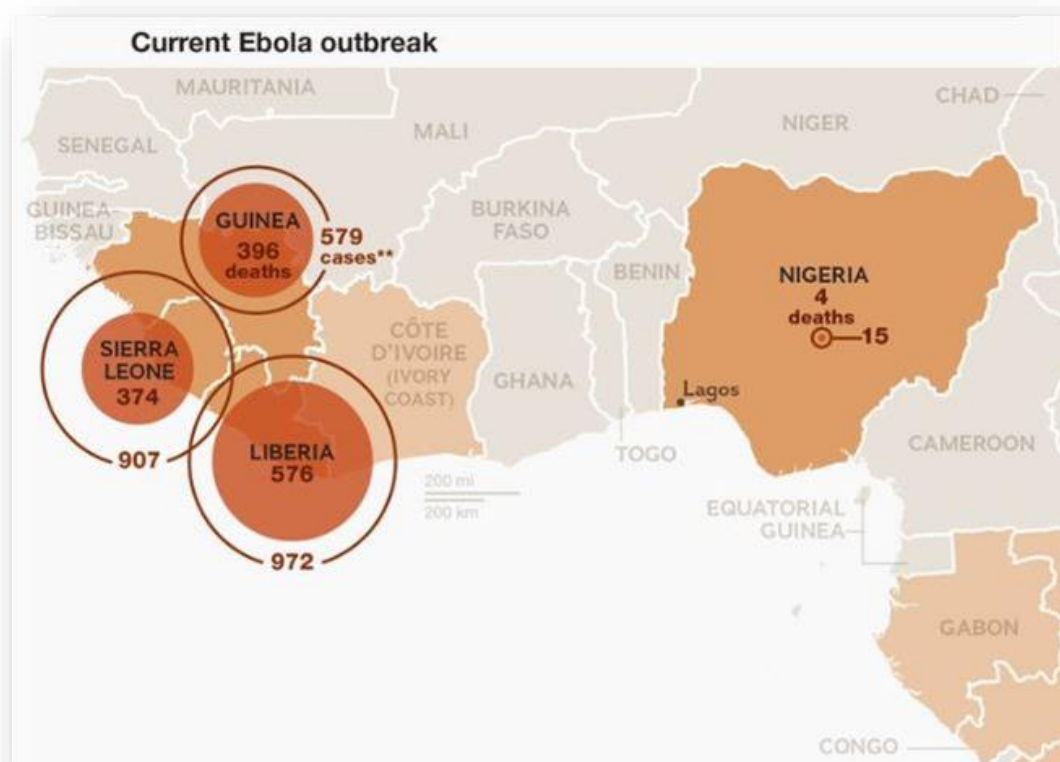 Current Ebola outbreak
MAURITANIA
CHAD
MALI
NIGER
SENEGAL
GUINEA-
BISSAU
GUINEA
396
deaths
579
cases**
BURKINA
FASO
BENIN
NIGERIA
4
deaths
15
SIERRA
LEONE
374
907
CÔTE
D'IVOIRE
(IVORY
COAST)
GHANA
Lagos
LIBERIA
576
972
TOGO
200 mi
200 km
CAMEROON
EQUATORIAL
GUINEA
GABON
CONGO